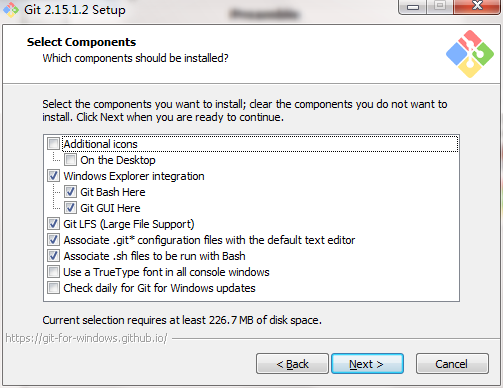 Git 2.15.1.2 Setup
Select Components
Which components should be installed?
Select the components you want to install; clear the components you do not want to
install. Click Next when you are ready to continue.
Additional icons
On the Desktop
Windows Explorer integration
Git Bash Here
Git GUI Here
Git LFS (Large File Support)
Associate .git* configuration files with the default text editor
Associate .sh files to be run with Bash
Use a TrueType font in all console windows
Check daily for Git for Windows updates
Current selection requires at least 226.7 MB of disk space.
https://git-for-windows.github.io/
< Back
Next >
Cancel